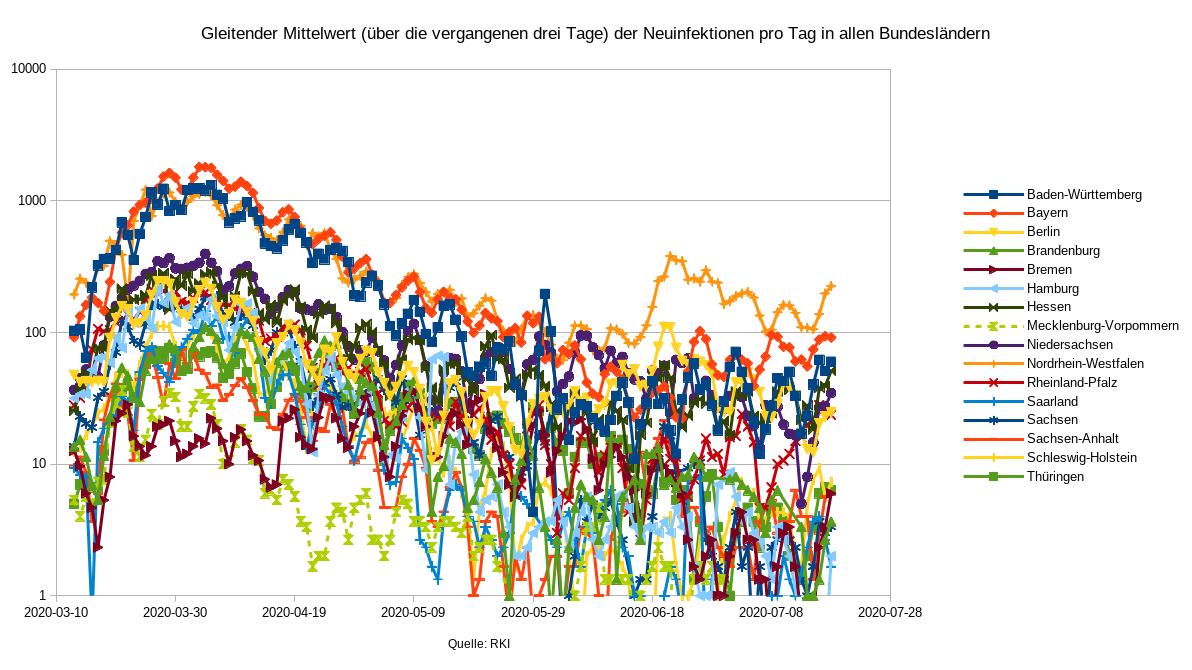 Gleitender Mittelwert (über die vergangenen drei Tage) der Neuinfektionen pro Tag in allen Bundesländern
10000
1000
100
10
1
2020-03-10 2020-03-30 2020-04-19 2020-05-09 2020-05-29 2020-06-18 2020-07-08 2020-07-28
Quelle: RKI
Baden-Württemberg
Bayern
Berlin
Brandenburg
Bremen
Hamburg
Hessen
Mecklenburg-Vorpommern
Niedersachsen
Nordrhein-Westfalen
Rheinland-Pfalz
Saarland
Sachsen
Sachsen-Anhalt
Schleswig-Holstein
Thüringen